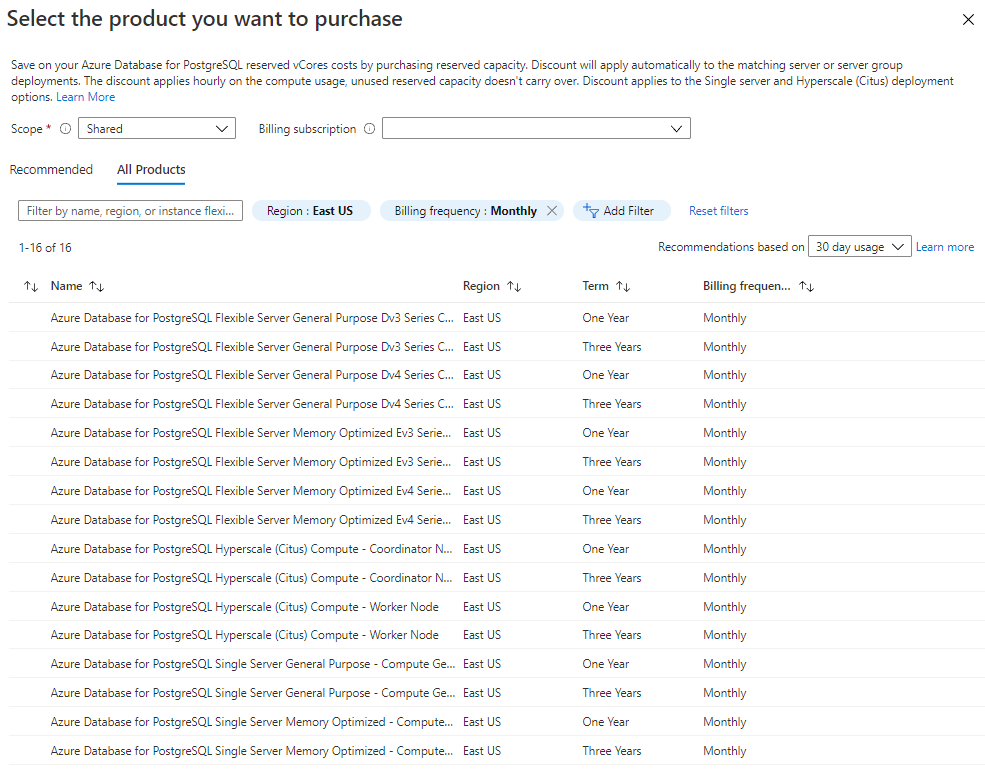 Select the product you want to purchase
Save on your Azure Database for PostgreSQL reserved vCores costs by purchasing reserved capacity. Discount will apply automatically to the matching server or server group
deployments. The discount applies hourly on the compute usage, unused reserved capacity doesn't carry over. Discount applies to the Single server and Hyperscale (Citus) deployment
options. Learn More
Scope * Shared Billing subscription
Recommended All Products
Filter by name, region, or instance flexi... Region : East US Billing frequency : Monthly Add Filter Reset filters
1-16 of 16 Recommendations based on 30 day usage Learn more
Name Region Term Billing frequen...
Azure Database for PostgreSQL Flexible Server General Purpose Dv3 Series C... East US One Year Monthly
Azure Database for PostgreSQL Flexible Server General Purpose Dv3 Series C... East US Three Years Monthly
Azure Database for PostgreSQL Flexible Server General Purpose Dv4 Series C... East US One Year Monthly
Azure Database for PostgreSQL Flexible Server General Purpose Dv4 Series C... East US Three Years Monthly
Azure Database for PostgreSQL Flexible Server Memory Optimized Ev3 Serie... East US One Year Monthly
Azure Database for PostgreSQL Flexible Server Memory Optimized Ev3 Serie... East US Three Years Monthly
Azure Database for PostgreSQL Flexible Server Memory Optimized Ev4 Serie... East US One Year Monthly
Azure Database for PostgreSQL Flexible Server Memory Optimized Ev4 Serie... East US Three Years Monthly
Azure Database for PostgreSQL Hyperscale (Citus) Compute - Coordinator N... East US One Year Monthly
Azure Database for PostgreSQL Hyperscale (Citus) Compute - Coordinator N... East US Three Years Monthly
Azure Database for PostgreSQL Hyperscale (Citus) Compute - Worker Node East US One Year Monthly
Azure Database for PostgreSQL Hyperscale (Citus) Compute - Worker Node East US Three Years Monthly
Azure Database for PostgreSQL Single Server General Purpose - Compute Ge... East US One Year Monthly
Azure Database for PostgreSQL Single Server General Purpose - Compute Ge... East US Three Years Monthly
Azure Database for PostgreSQL Single Server Memory Optimized - Compute... East US One Year Monthly
Azure Database for PostgreSQL Single Server Memory Optimized - Compute... East US Three Years Monthly